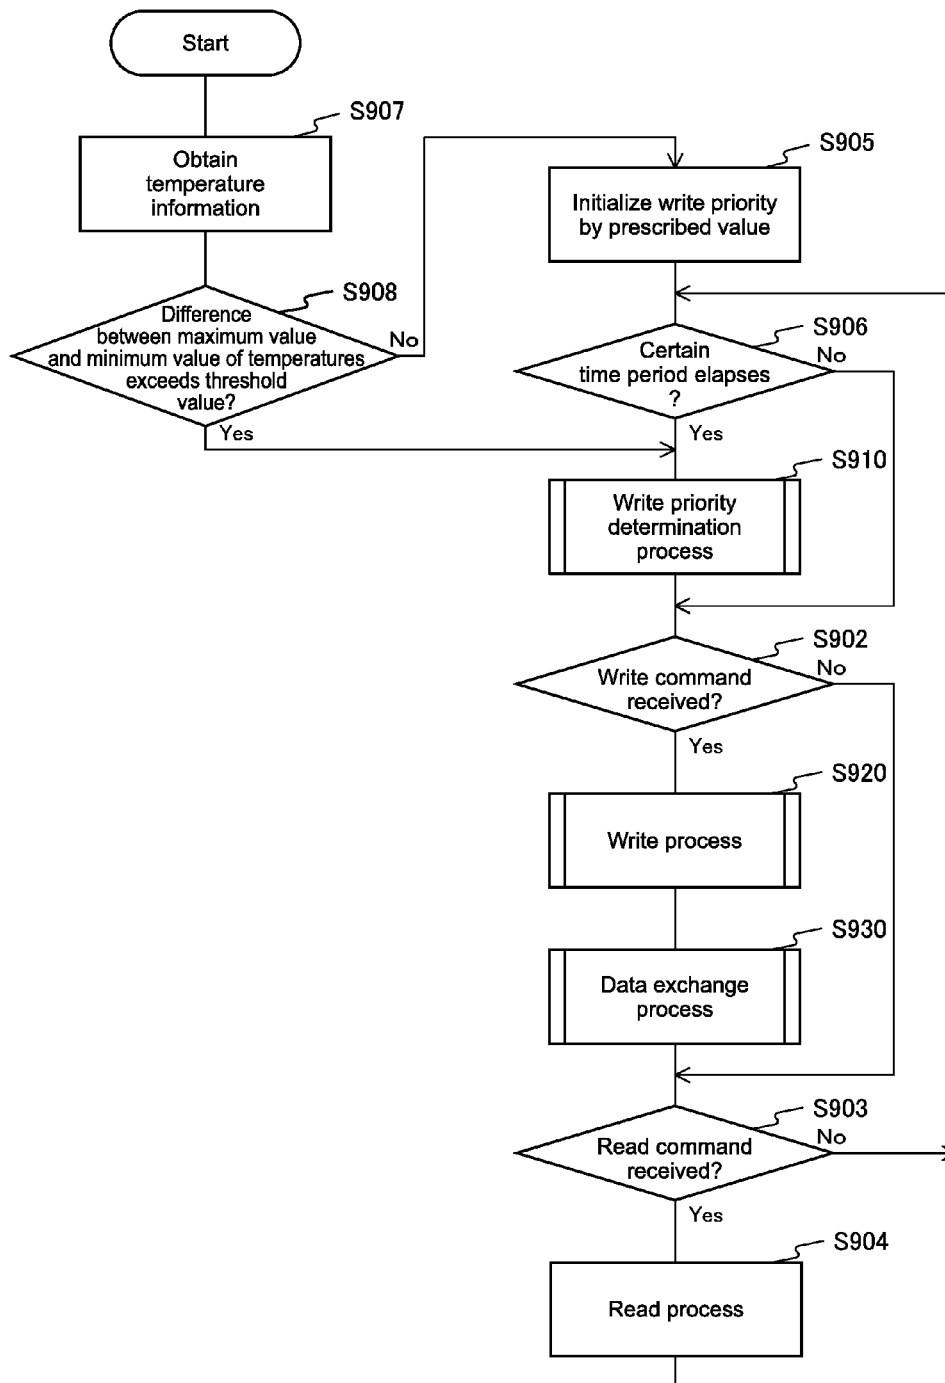 Start
S907
Obtain
temperature
information
S908
Difference
between maximum value
and minimum value of temperatures
exceeds threshold
value?
No
Yes
S905
Initialize write priority
by prescribed value
S906
Certain
time period elapses
?
No
Yes
S910
Write priority
determination
process
S902
Write command
received?
No
Yes
S920
Write process
S930
Data exchange
process
S903
Read command
received?
No
Yes
S904
Read process